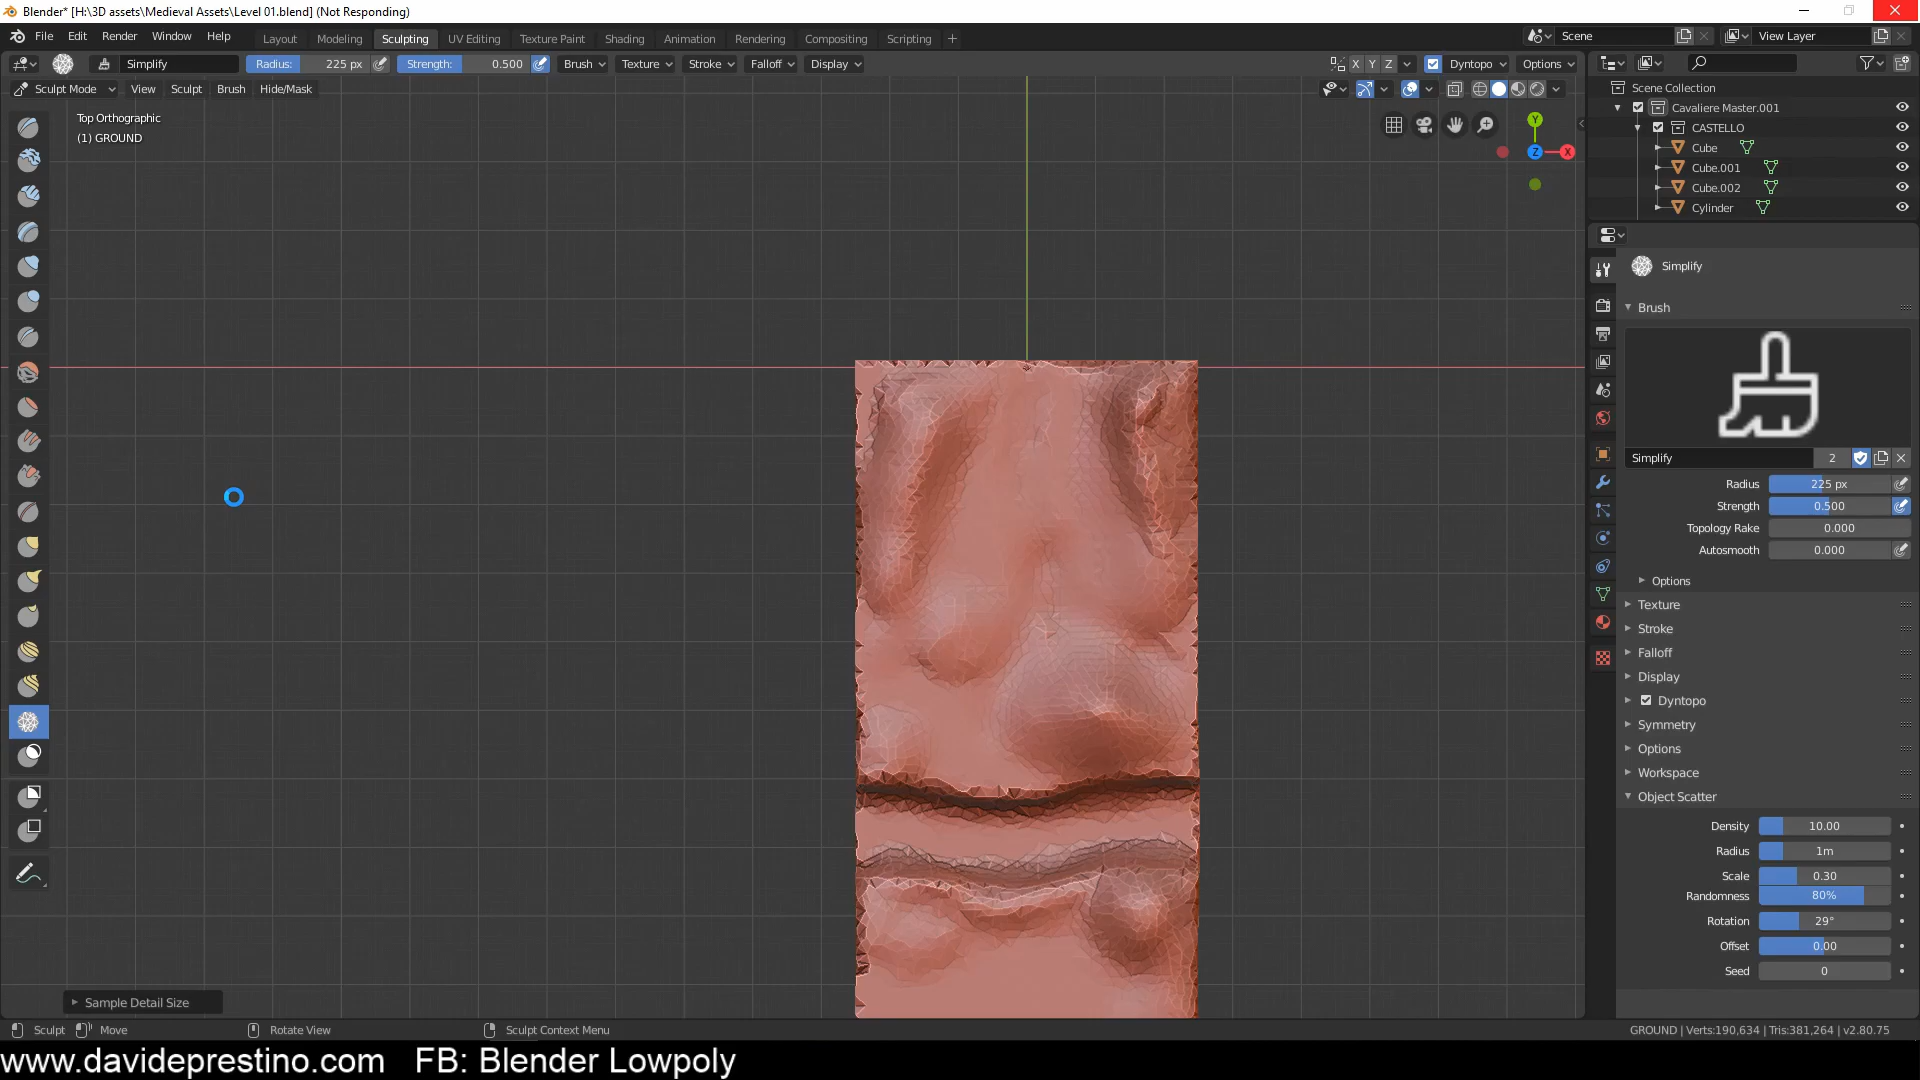 Blender* [H:\3D assets\Medieval Assets\Level 01.blend] (Not Responding)
File Edit Render Window Help Layout Modeling Sculpting UV Editing Texture Paint Shading Animation Rendering Compositing Scripting + Scene View Layer
Simplify Radius: 225 px Strength: 0.500 Brush Texture Stroke Falloff Display X Y Z Dyntopo Options
Sculpt Mode View Sculpt Brush Hide/Mask
Top Orthographic
(1) GROUND
Y
Z
X
Scene Collection
Cavaliere Master.001
CASTELLO
Cube
Cube.001
Cube.002
Cylinder
Simplify
Brush
Simplify 2
Radius 225 px
Strength 0.500
Topology Rake 0.000
Autosmooth 0.000
Options
Texture
Stroke
Falloff
Display
Dyntopo
Symmetry
Options
Workspace
Object Scatter
Density 10.00
Radius 1m
Scale 0.30
Randomness 80%
Rotation 29°
Offset 0.00
Seed 0
Sample Detail Size
Sculpt Move Rotate View Sculpt Context Menu GROUND | Verts:190,634 | Tris:381,264 | v2.80.75
www.davideprestino.com FB: Blender Lowpoly